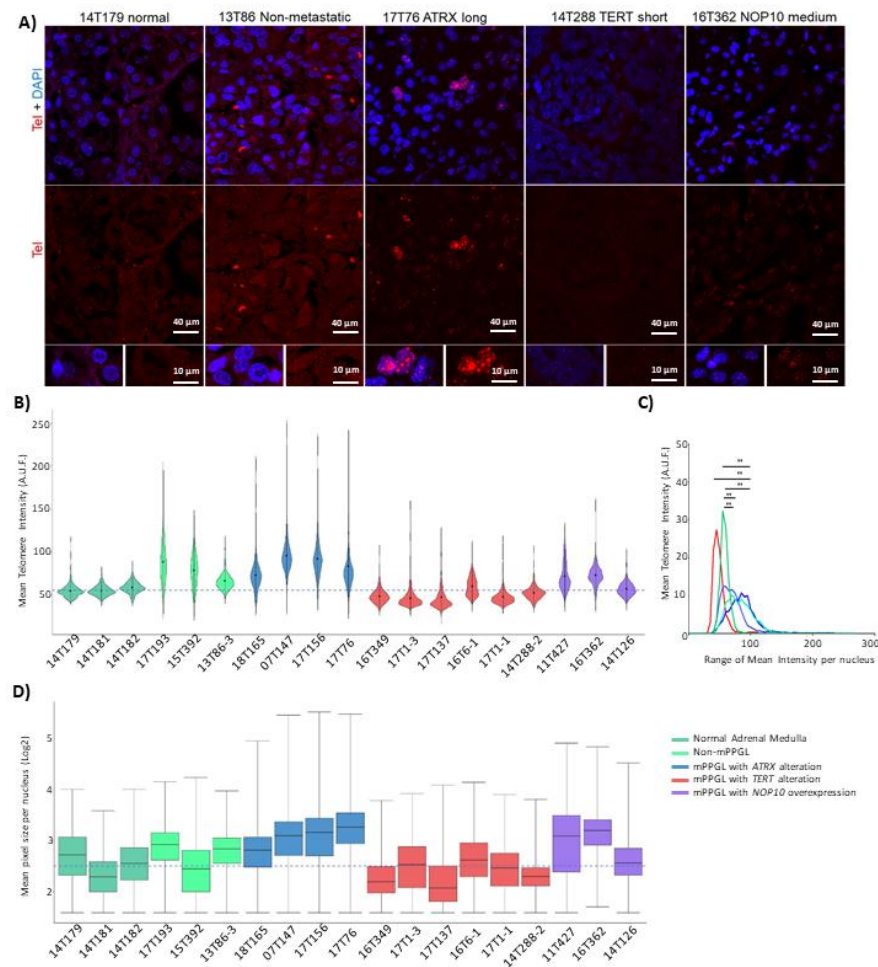 A)
14T179 normal
13T86 Non-metastatic
17T76 ATRX long
14T288 TERT short
16T362 NOP10 medium
Tel + DAPI
Tel
40 µm
40 µm
40 µm
40 µm
40 µm
10 µm
10 µm
10 µm
10 µm
10 µm
B)
Mean Telomere Intensity (A.U.F.)
250
200
150
100
50
14T179
14T181
14T182
17T193
15T392
13T86-3
18T165
07T147
17T156
17T76
16T349
17T1-3
17T137
16T6-1
17T1-1
14T288-2
11T427
16T362
14T126
C)
Mean Telomere Intensity (A.U.F.)
50
40
30
20
10
0
**
**
**
**
**
100
200
300
Range of Mean Intensity per nucleus
D)
Mean pixel size per nucleus (Log2)
5
4
3
2
14T179
14T181
14T182
17T193
15T392
13T86-3
18T165
07T147
17T156
17T76
16T349
17T1-3
17T137
16T6-1
17T1-1
14T288-2
11T427
16T362
14T126
Normal Adrenal Medulla
Non-mPPGL
mPPGL with ATRX alteration
mPPGL with TERT alteration
mPPGL with NOP10 overexpression